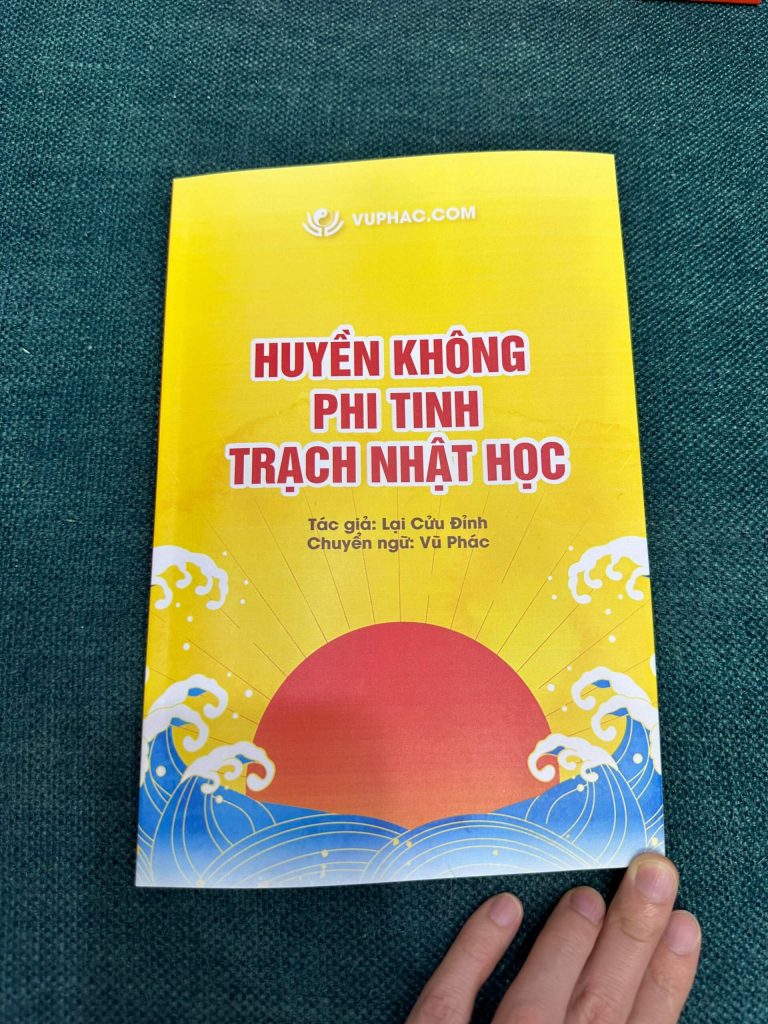 VUPHAC.COM
HUYỀN KHÔNG
PHI TINH
TRẠCH NHẬT HỌC
Tác giả: Lại Cửu Đỉnh
Chuyển ngữ: Vũ Phác